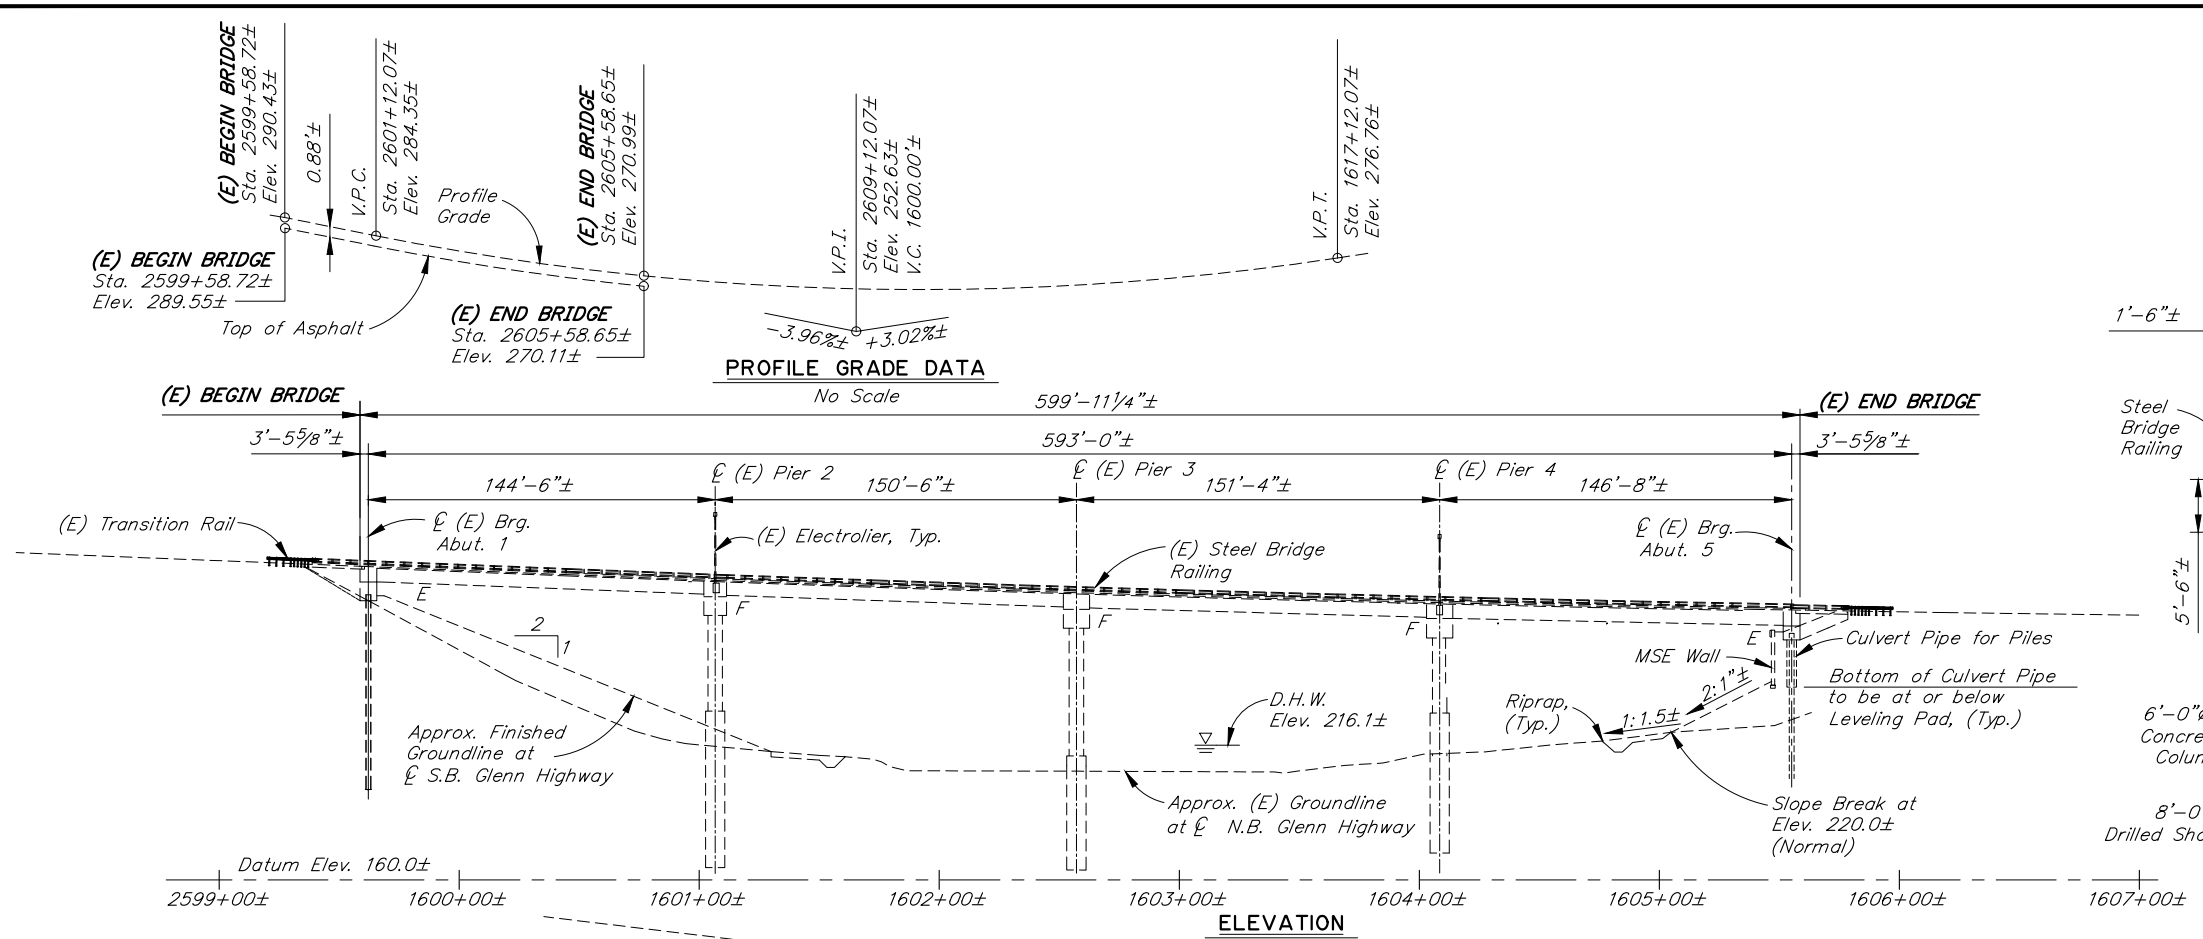 (E) BEGIN BRIDGE
Sta. 2599+58.72±
Elev. 290.43±
0.88'±
V.P.C.
Sta. 2601+12.07±
Elev. 284.35±
Profile
Grade
(E) END BRIDGE
Sta. 2605+58.65±
Elev. 270.99±
V.P.I.
Sta. 2609+12.07±
Elev. 252.63±
V.C. 1600.00'±
V.P.T.
Sta. 1617+12.07±
Elev. 276.76±
(E) BEGIN BRIDGE
Sta. 2599+58.72±
Elev. 289.55±
Top of Asphalt
(E) END BRIDGE
Sta. 2605+58.65±
Elev. 270.11±
-3.96%± +3.02%±
PROFILE GRADE DATA
No Scale
1'-6"±
(E) BEGIN BRIDGE
599'-11 1/4"±
(E) END BRIDGE
3'-5 5/8"±
593'-0"±
3'-5 5/8"±
Steel
Bridge
Railing
℄ (E) Pier 2
℄ (E) Pier 3
℄ (E) Pier 4
144'-6"±
150'-6"±
151'-4"±
146'-8"±
(E) Transition Rail
℄ (E) Brg.
Abut. 1
(E) Electrolier, Typ.
(E) Steel Bridge
Railing
℄ (E) Brg.
Abut. 5
5'-6"±
E
F
F
F
E
2
1
Culvert Pipe for Piles
MSE Wall
2:1"±
Bottom of Culvert Pipe
to be at or below
Leveling Pad, (Typ.)
D.H.W.
Elev. 216.1±
Riprap,
(Typ.)
1:1.5±
Approx. Finished
Groundline at
℄ S.B. Glenn Highway
6'-0"
Approx. (E) Groundline
at ℄ N.B. Glenn Highway
Slope Break at
Elev. 220.0±
(Normal)
8'-0
Datum Elev. 160.0±
2599+00± 1600+00± 1601+00± 1602+00± 1603+00± 1604+00± 1605+00± 1606+00± 1607+00±
ELEVATION